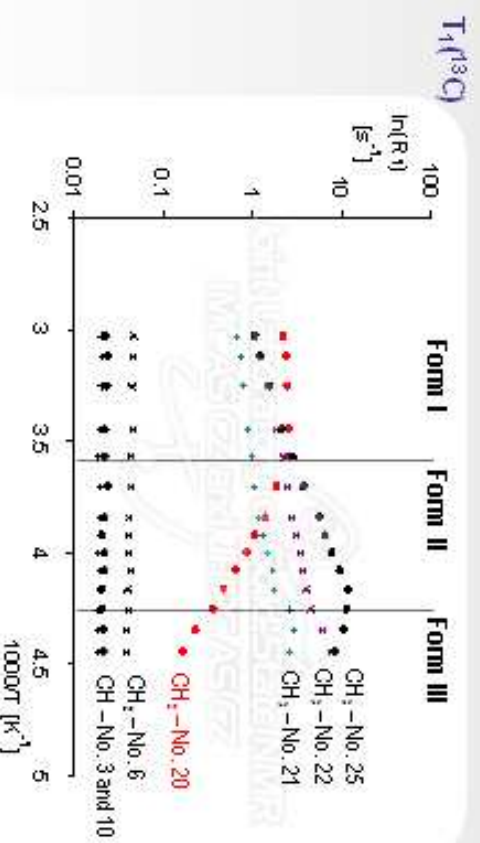 T₁(¹³C)
ln(R₁)
[s⁻¹]
100
10
1
0.1
0.01
2.5
3
3.5
4
4.5
5
1000/T [K⁻¹]
Form I
Form II
Form III
CH₃ – No. 25
CH₃ – No. 22
CH₃ – No. 21
CH₂ – No. 20
CH₂ – No. 6
CH – No. 3 and 10